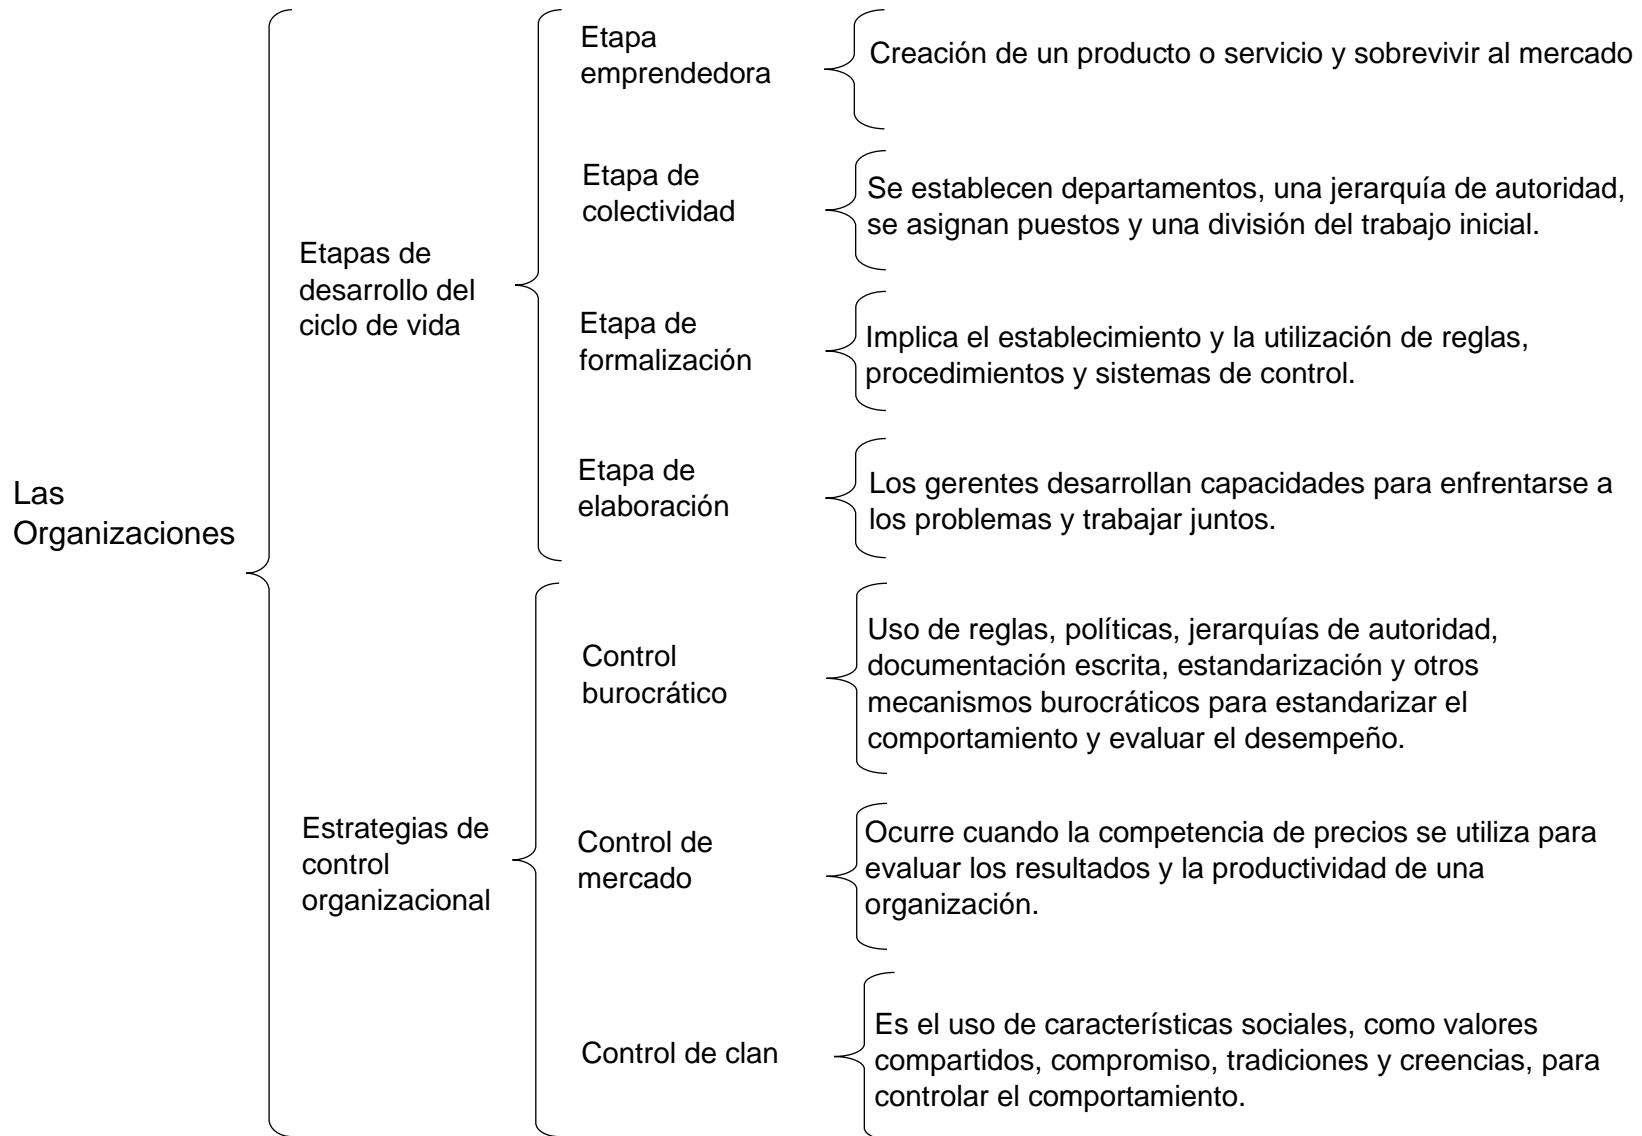 Las
Organizaciones
Etapas de
desarrollo del
ciclo de vida
Etapa
emprendedora
Creación de un producto o servicio y sobrevivir al mercado
Etapa de
colectividad
Se establecen departamentos, una jerarquía de autoridad,
se asignan puestos y una división del trabajo inicial.
Etapa de
formalización
Implica el establecimiento y la utilización de reglas,
procedimientos y sistemas de control.
Etapa de
elaboración
Los gerentes desarrollan capacidades para enfrentarse a
los problemas y trabajar juntos.
Estrategias de
control
organizacional
Control
burocrático
Uso de reglas, políticas, jerarquías de autoridad,
documentación escrita, estandarización y otros
mecanismos burocráticos para estandarizar el
comportamiento y evaluar el desempeño.
Control de
mercado
Ocurre cuando la competencia de precios se utiliza para
evaluar los resultados y la productividad de una
organización.
Control de clan
Es el uso de características sociales, como valores
compartidos, compromiso, tradiciones y creencias, para
controlar el comportamiento.